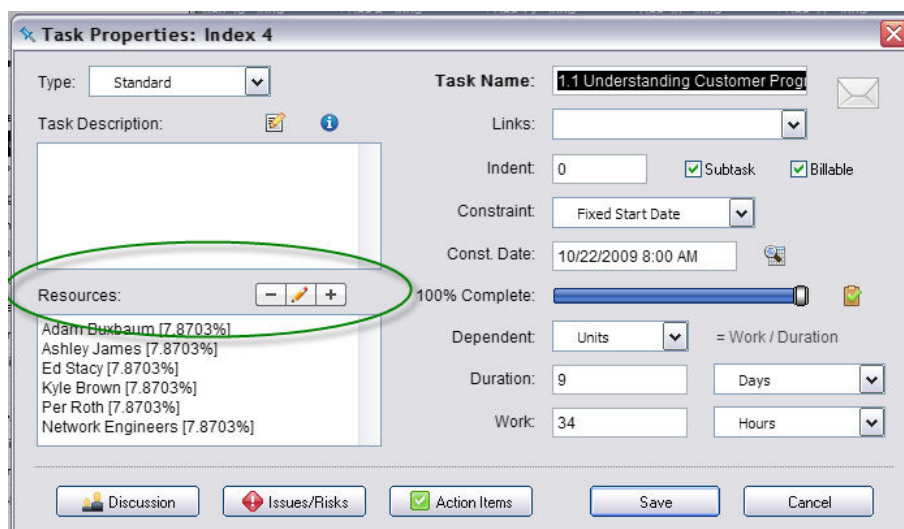 Task Properties: Index 4
Type: Standard
Task Description:
Resources:
Adam Buxbaum [7.8703%]
Ashley James [7.8703%]
Ed Stacy [7.8703%]
Kyle Brown [7.8703%]
Per Roth [7.8703%]
Network Engineers [7.8703%]
Task Name: 1.1 Understanding Customer Progr
Links:
Indent: 0 Subtask Billable
Constraint: Fixed Start Date
Const. Date: 10/22/2009 8:00 AM
100% Complete:
Dependent: Units = Work / Duration
Duration: 9 Days
Work: 34 Hours
Discussion Issues/Risks Action Items Save Cancel